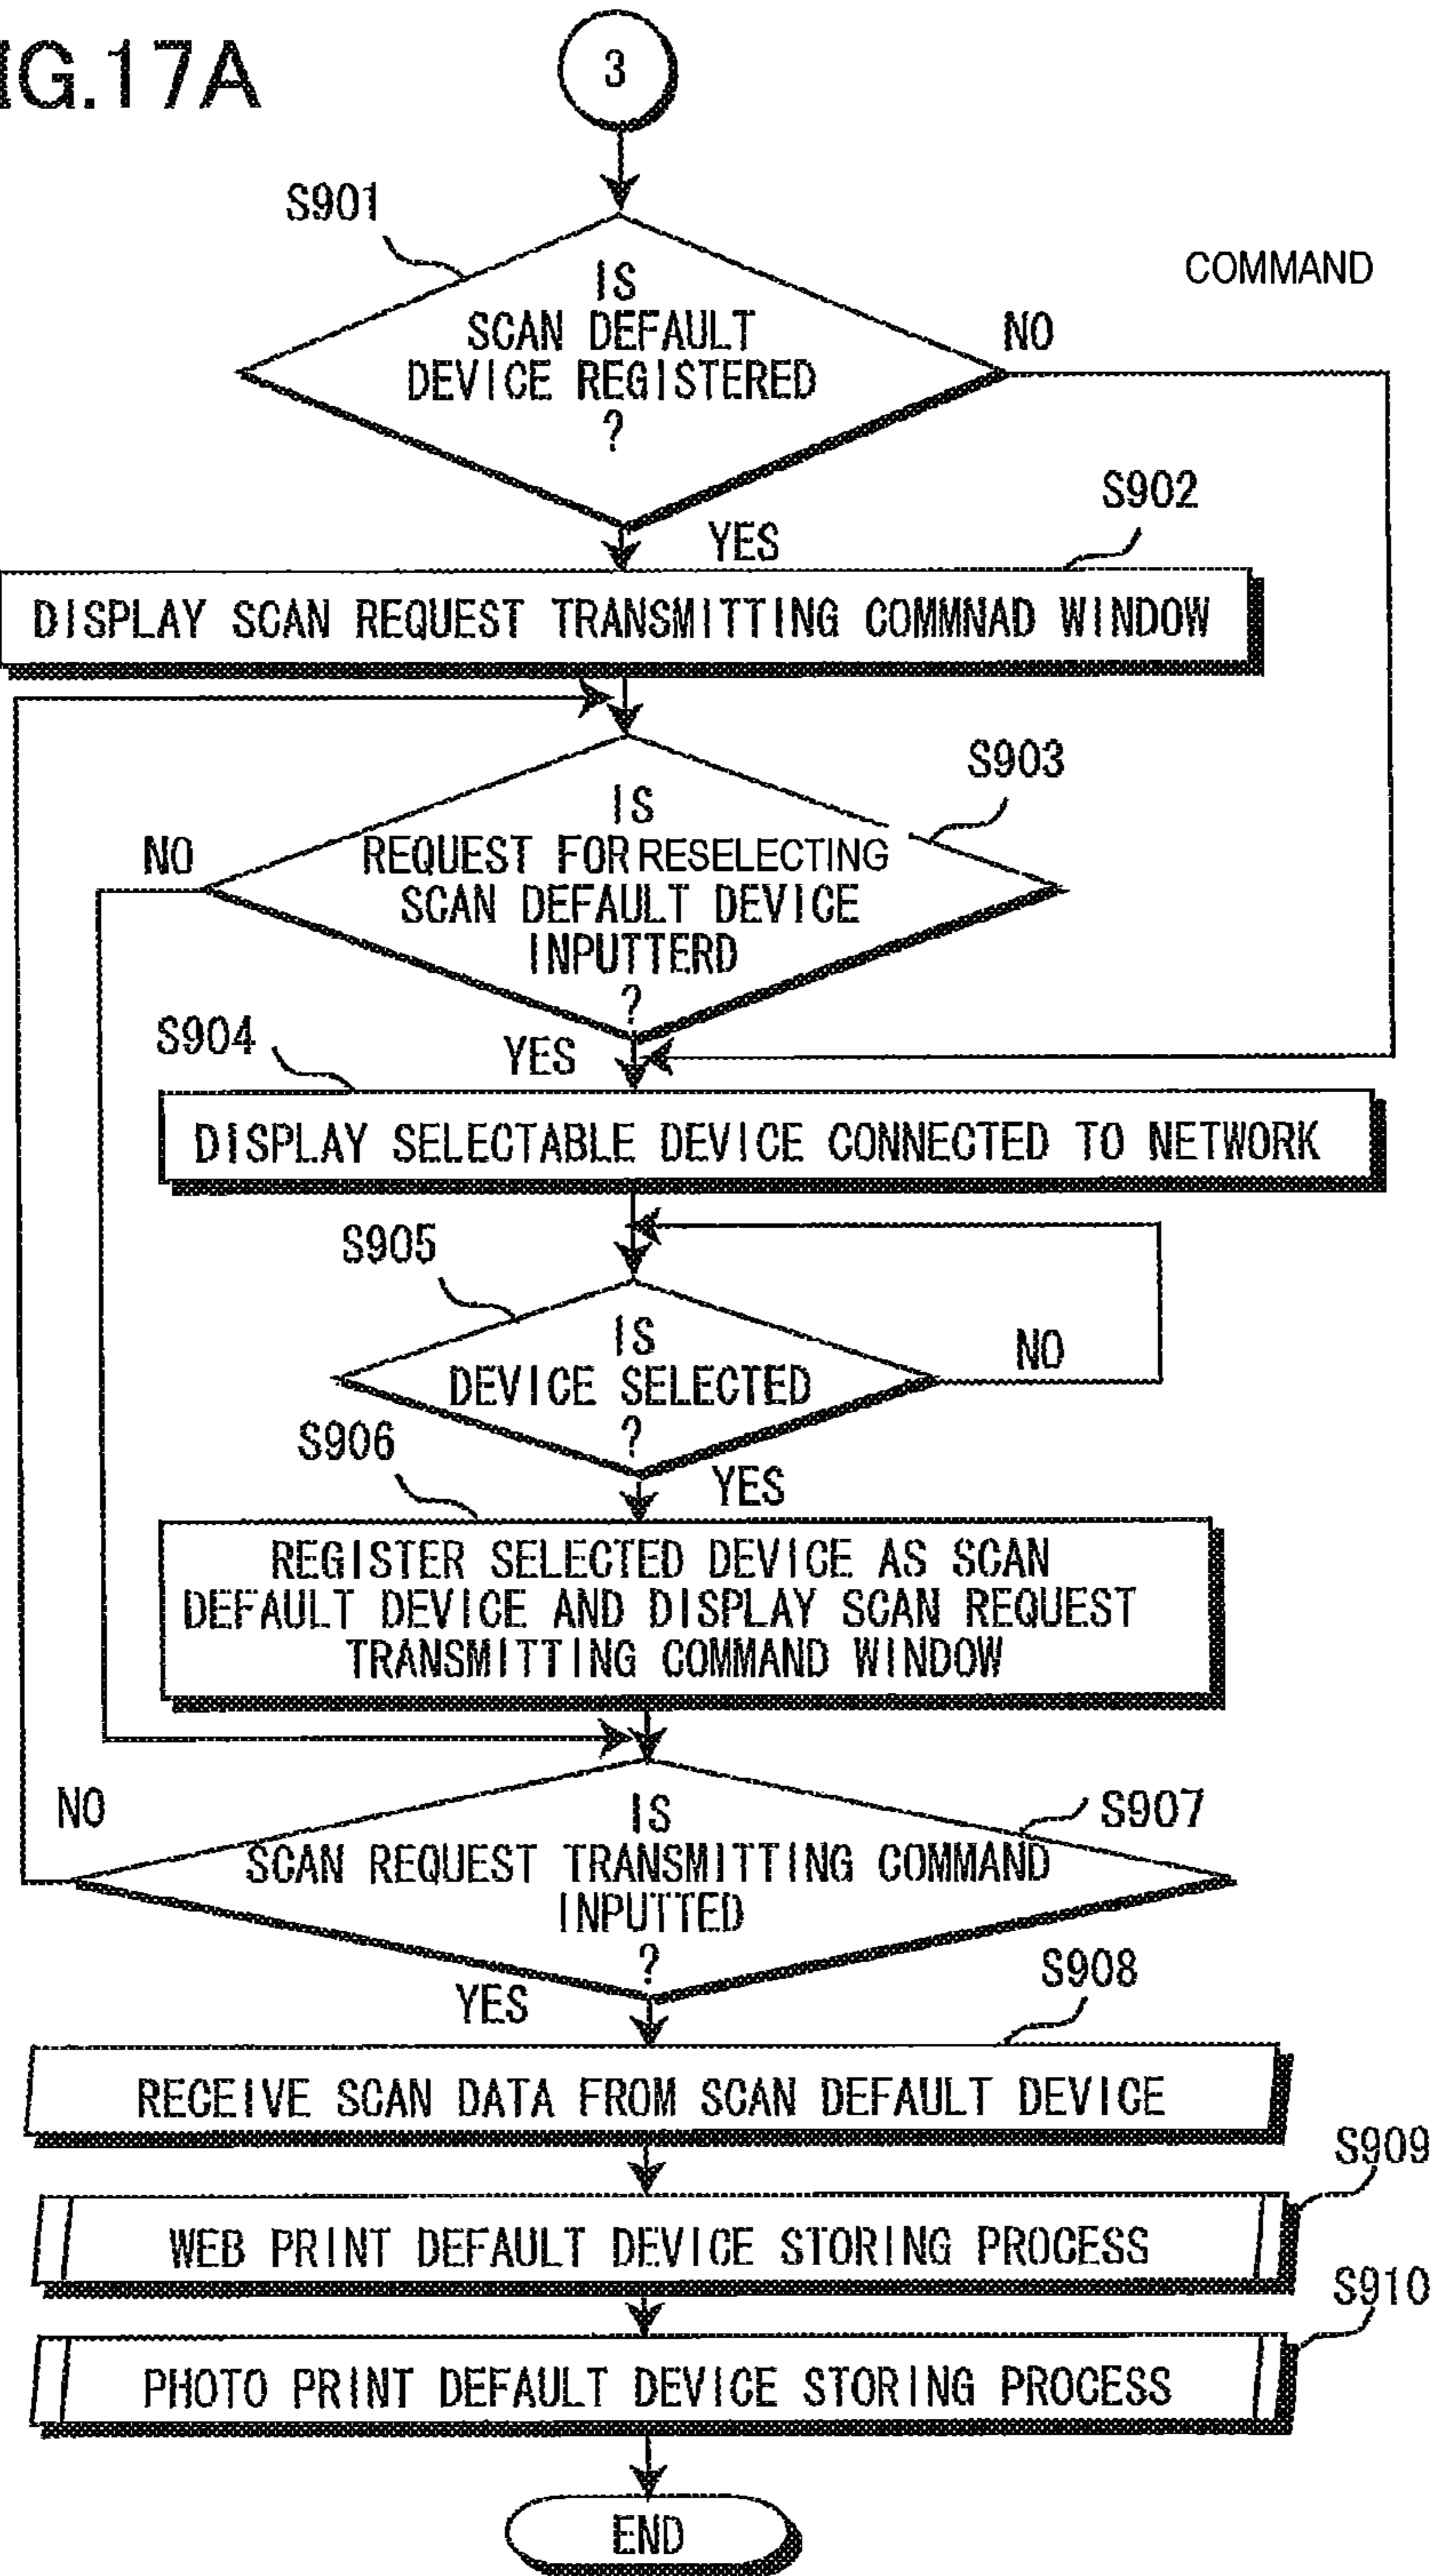 IG.17A
3
S901
IS
SCAN DEFAULT
DEVICE REGISTERED
?
NO
COMMAND
YES
S902
DISPLAY SCAN REQUEST TRANSMITTING COMMNAD WINDOW
S903
IS
REQUEST FOR RESELECTING
SCAN DEFAULT DEVICE
INPUTTERD
?
NO
YES
S904
DISPLAY SELECTABLE DEVICE CONNECTED TO NETWORK
S905
IS
DEVICE SELECTED
?
NO
YES
S906
REGISTER SELECTED DEVICE AS SCAN
DEFAULT DEVICE AND DISPLAY SCAN REQUEST
TRANSMITTING COMMAND WINDOW
NO
S907
IS
SCAN REQUEST TRANSMITTING COMMAND
INPUTTED
?
YES
S908
RECEIVE SCAN DATA FROM SCAN DEFAULT DEVICE
S909
WEB PRINT DEFAULT DEVICE STORING PROCESS
S910
PHOTO PRINT DEFAULT DEVICE STORING PROCESS
END